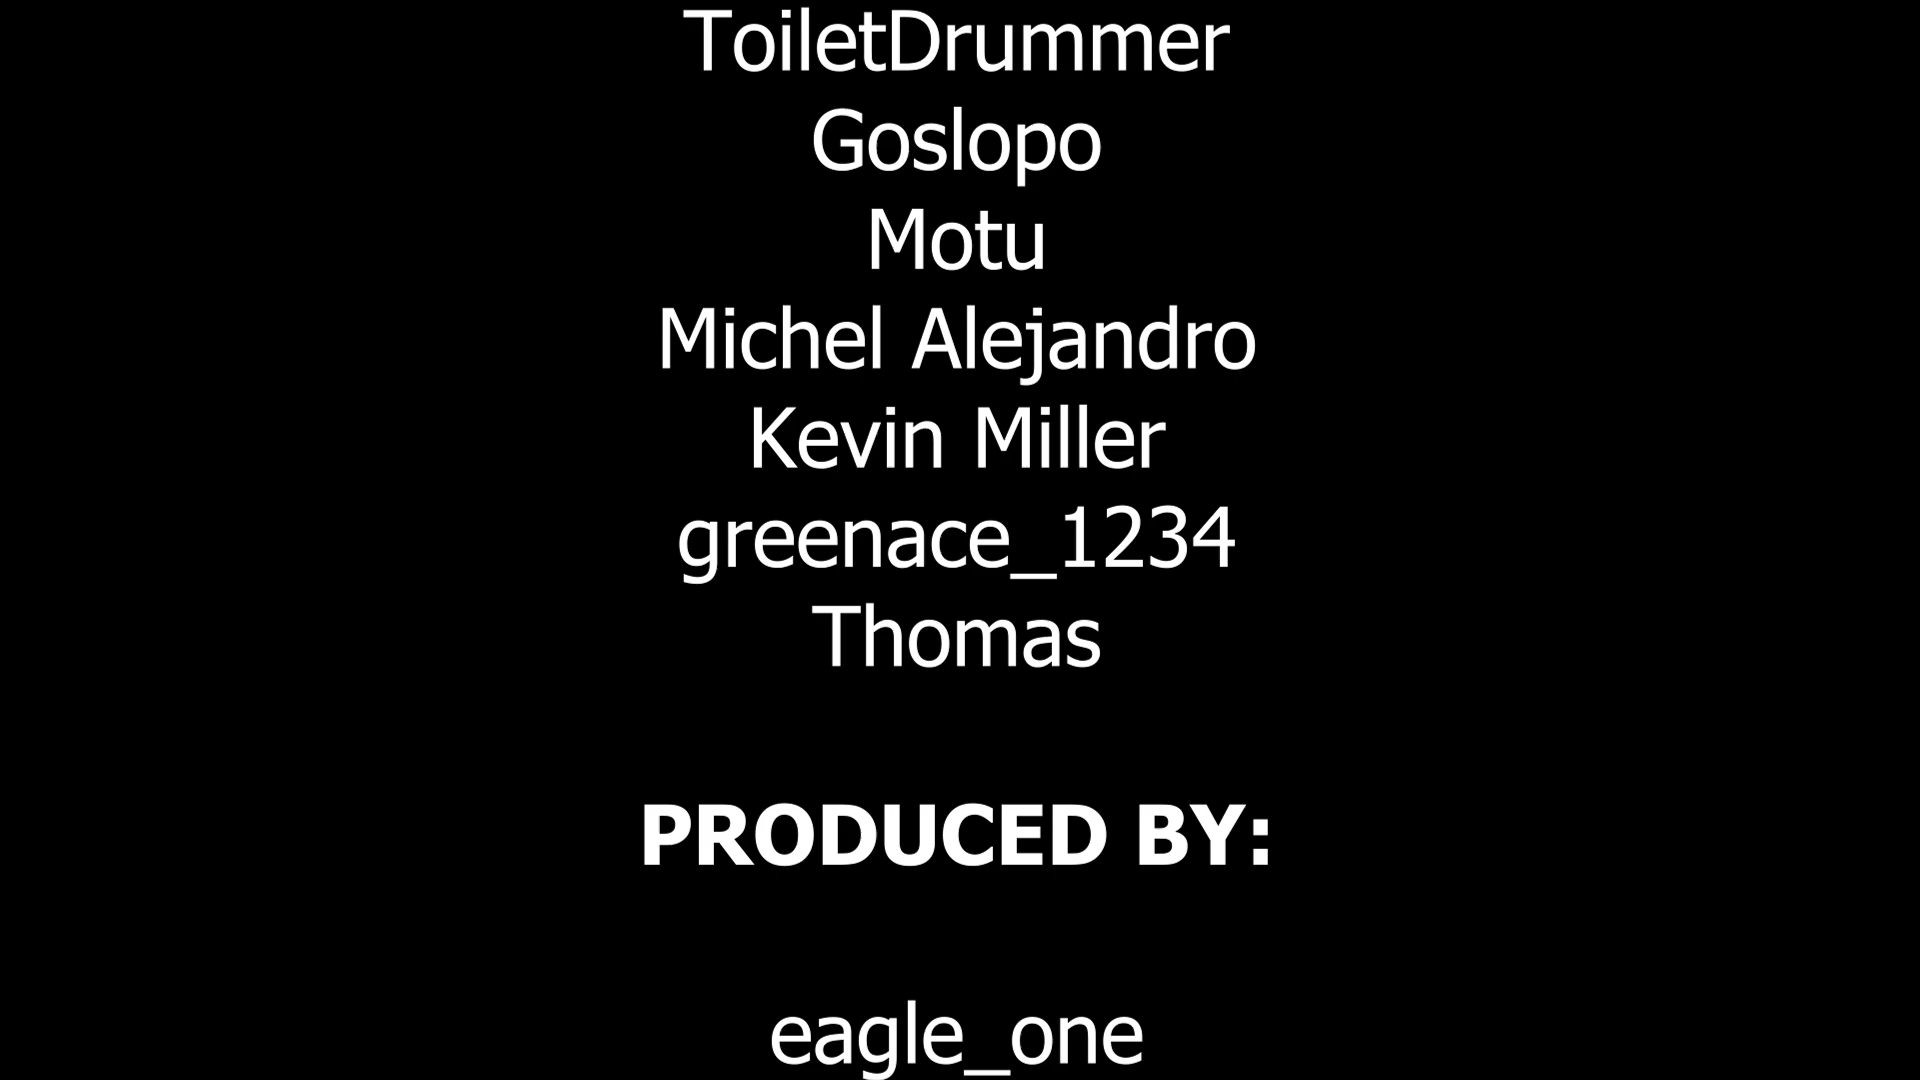 ToiletDrummer
Goslopo
Motu
Michel Alejandro
Kevin Miller
greenace_1234
Thomas
PRODUCED BY:
eagle_one